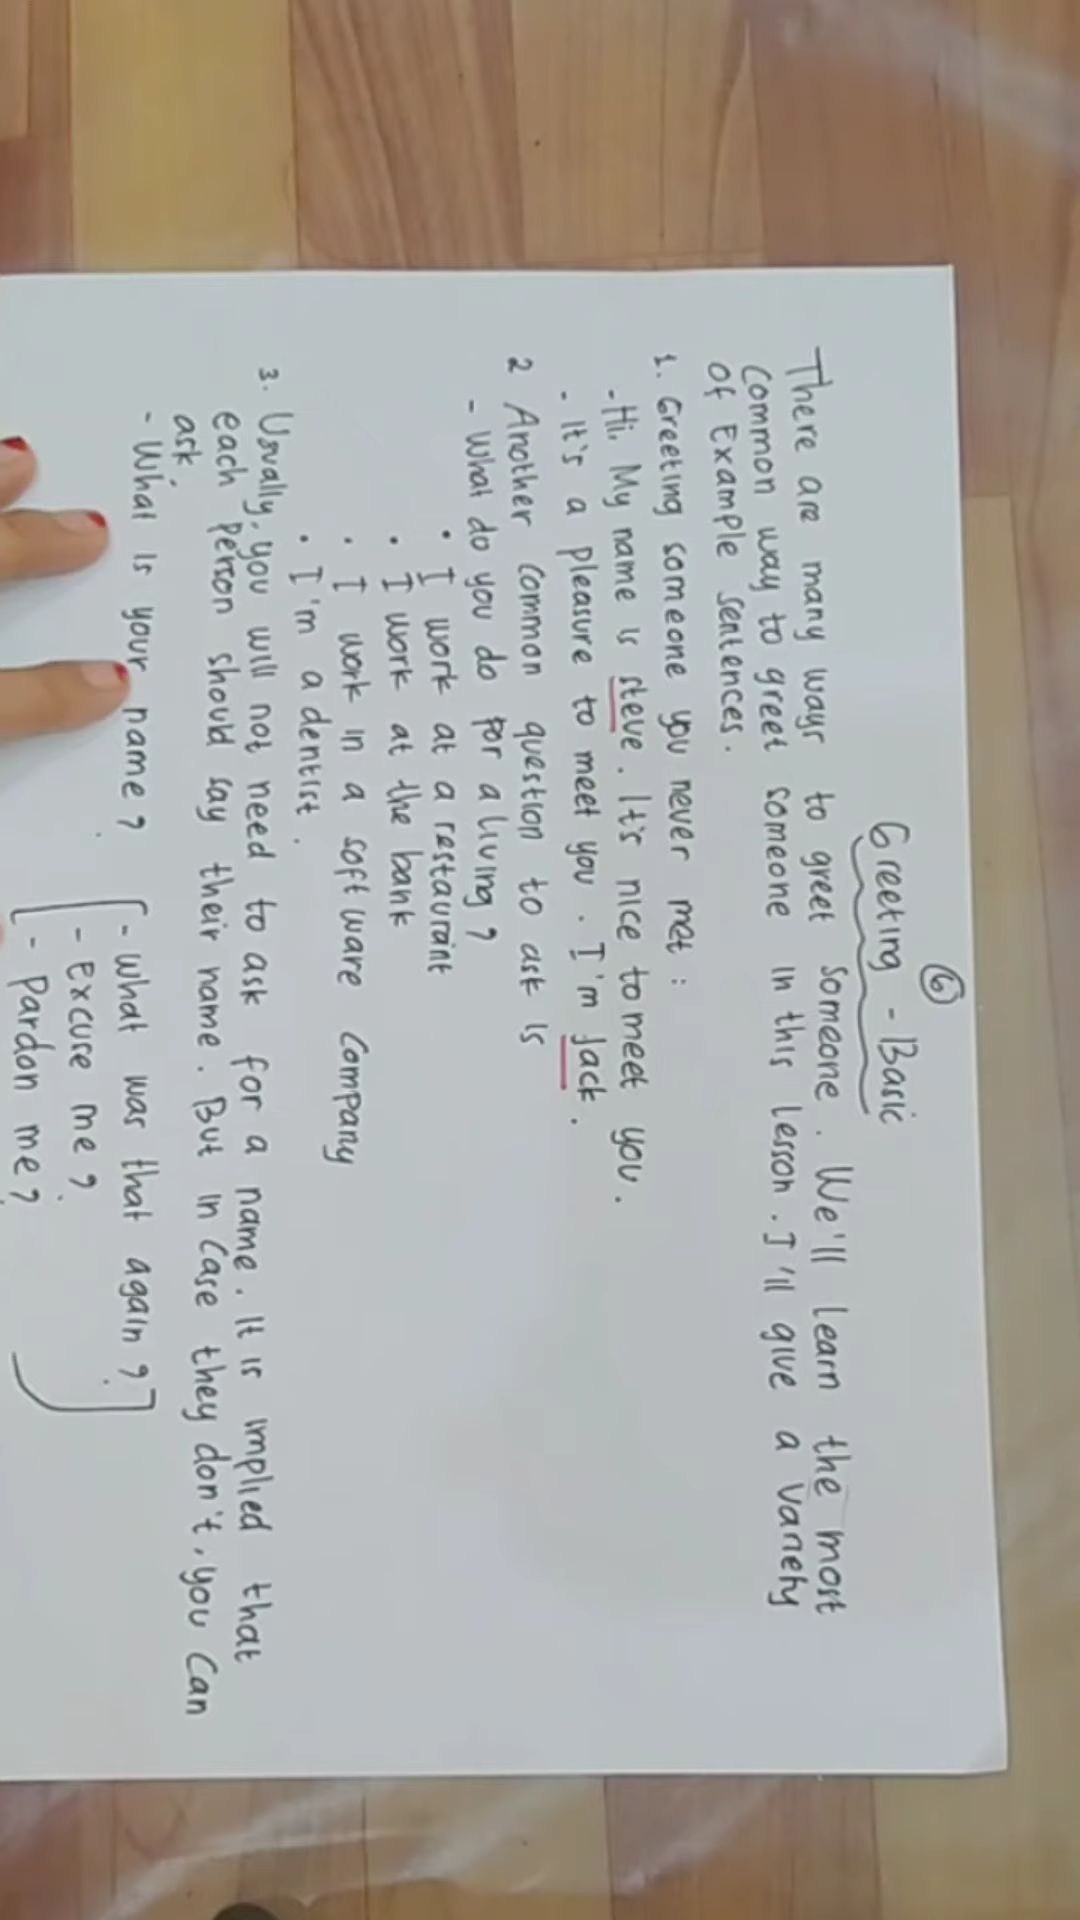 6
Greeting - Basic
There are many ways to greet someone. We'll learn the most
common way to greet someone in this lesson. I'll give a variety
of Example sentences.
1. Greeting someone you never met :
- Hi. My name is steve. It's nice to meet you.
. It's a pleasure to meet you. I'm Jack.
2 Another common question to ask is
- What do you do for a living?
• I work at a restaurant
• I work at the bank
• I work in a software company
• I'm a dentist.
3. Usually, you will not need to ask for a name. It is implied that
each person should say their name. But in case they don't, you can
ask,
- What is your name? [- what was that again?]
- Excuse me?
- Pardon me?